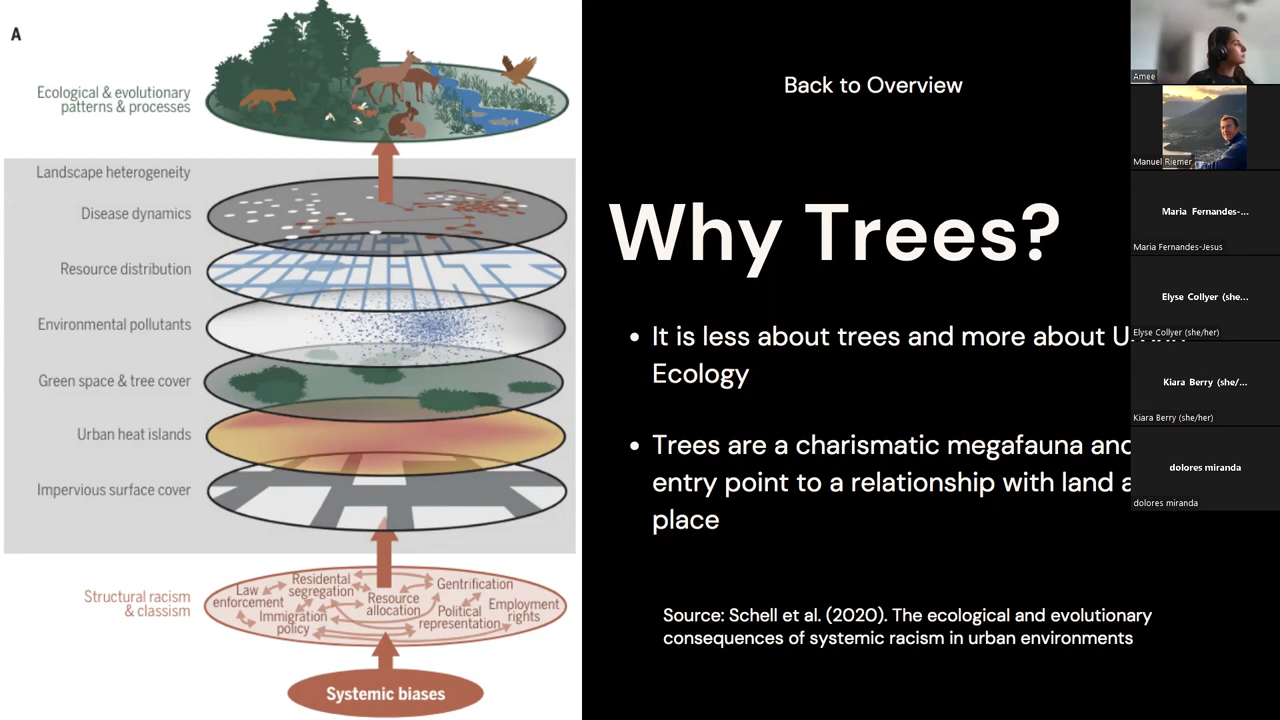 A
Ecological & evolutionary
patterns & processes
Landscape heterogeneity
Disease dynamics
Resource distribution
Environmental pollutants
Green space & tree cover
Urban heat islands
Impervious surface cover
Structural racism
& classism
Law
enforcement
Residential
segregation
Gentrification
Immigration
policy
Resource
allocation
Political
representation
Employment
rights
Systemic biases
Back to Overview
Why Trees?
• It is less about trees and more about
Ecology
• Trees are a charismatic megafauna and
entry point to a relationship with land
place
Source: Schell et al. (2020). The ecological and evolutionary
consequences of systemic racism in urban environments
Amee
Manuel Riemer
Maria Fernandes-...
Maria Fernandes-Jesus
Elyse Collyer (she...
Elyse Collyer (she/her)
Kiara Berry (she/...
Kiara Berry (she/her)
dolores miranda
dolores miranda